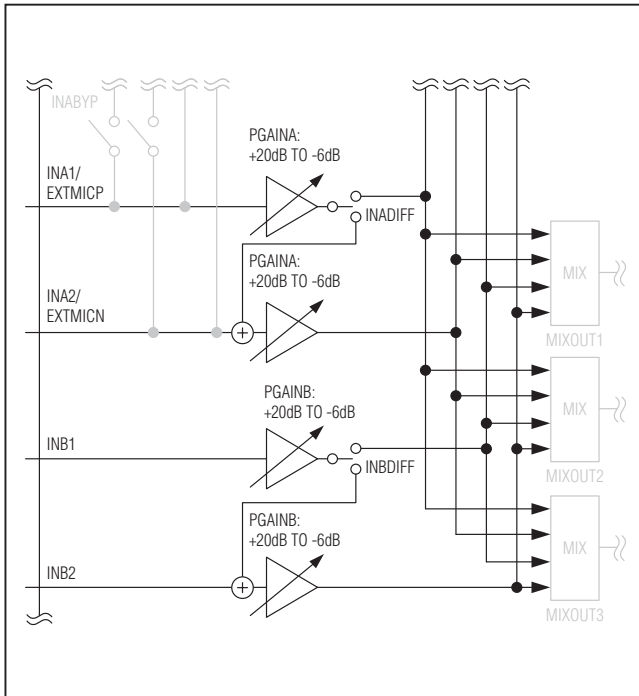 INABYP
PGAINA:
+20dB TO -6dB
INA1/
EXTMICP
INADIFF
PGAINA:
+20dB TO -6dB
MIX
INA2/
EXTMICN
+
MIXOUT1
PGAINB:
+20dB TO -6dB
MIX
INB1
INBDIFF
MIXOUT2
PGAINB:
+20dB TO -6dB
MIX
INB2
+
MIXOUT3